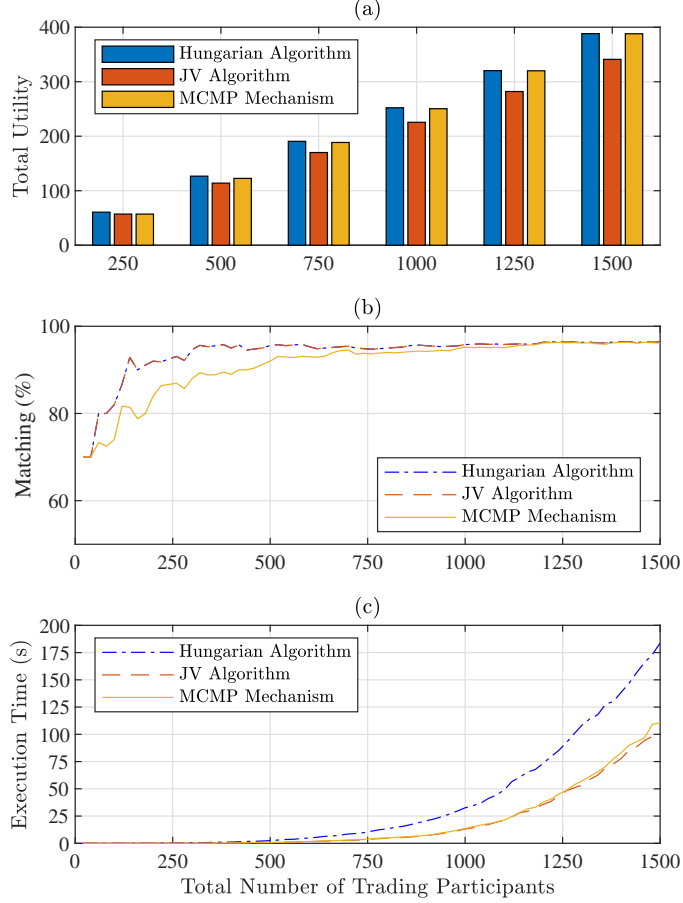 (a)
400
300
200
100
0
Total Utility
Hungarian Algorithm
JV Algorithm
MCMP Mechanism
250 500 750 1000 1250 1500
(b)
100
80
60
Matching (%)
Hungarian Algorithm
JV Algorithm
MCMP Mechanism
0 250 500 750 1000 1250 1500
(c)
200
175
150
125
100
75
50
25
0
Execution Time (s)
Hungarian Algorithm
JV Algorithm
MCMP Mechanism
0 250 500 750 1000 1250 1500
Total Number of Trading Participants